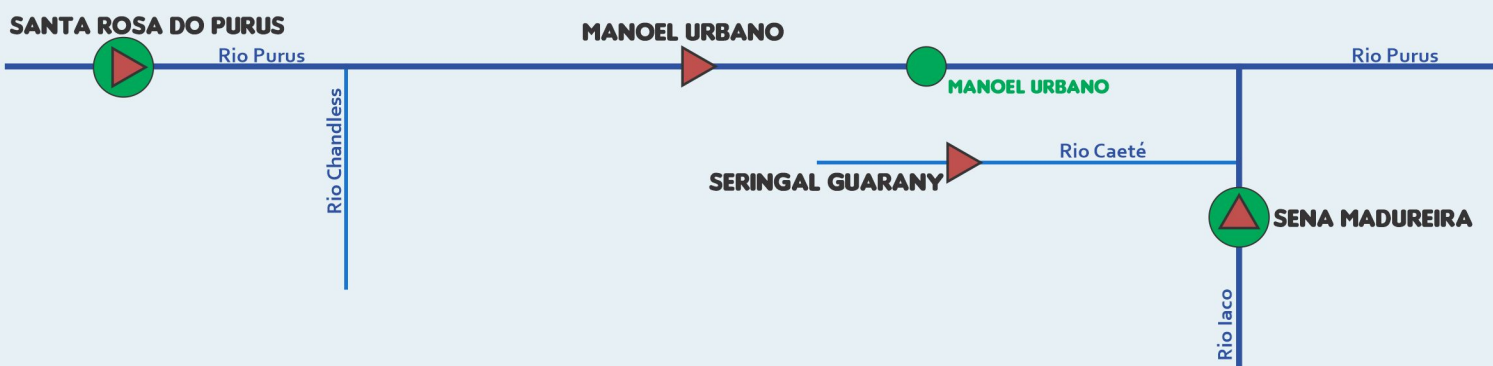 SANTA ROSA DO PURUS
MANOEL URBANO
Rio Purus
Rio Purus
MANOEL URBANO
Rio Chandless
Rio Caeté
SERINGAL GUARANY
SENA MADUREIRA
Rio Iaco